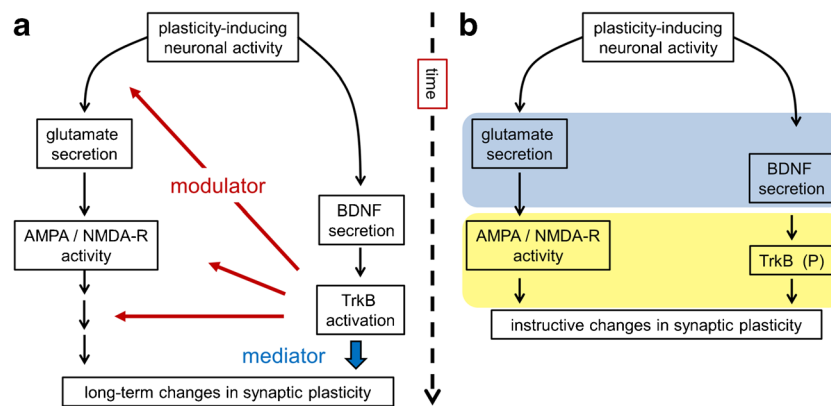 a
plasticity-inducing
neuronal activity
glutamate
secretion
modulator
AMPA / NMDA-R
activity
BDNF
secretion
TrkB
activation
mediator
long-term changes in synaptic plasticity
time
b
plasticity-inducing
neuronal activity
glutamate
secretion
BDNF
secretion
AMPA / NMDA-R
activity
TrkB (P)
instructive changes in synaptic plasticity